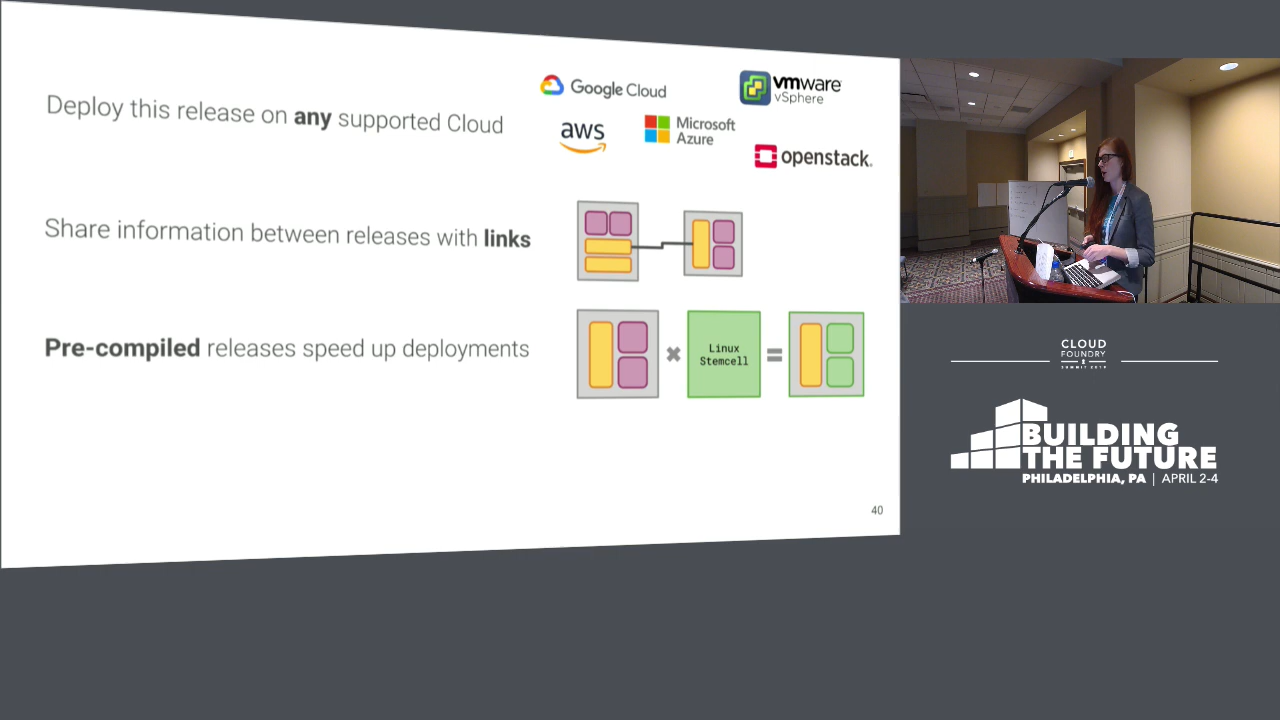 Deploy this release on any supported Cloud
Google Cloud
vmware
vSphere
aws
Microsoft
Azure
openstack.
Share information between releases with links
Pre-compiled releases speed up deployments
Linux
Stemcell
40
CLOUD
FOUNDRY
SUMMIT 2019
BUILDING
THE FUTURE
PHILADELPHIA, PA | APRIL 2-4